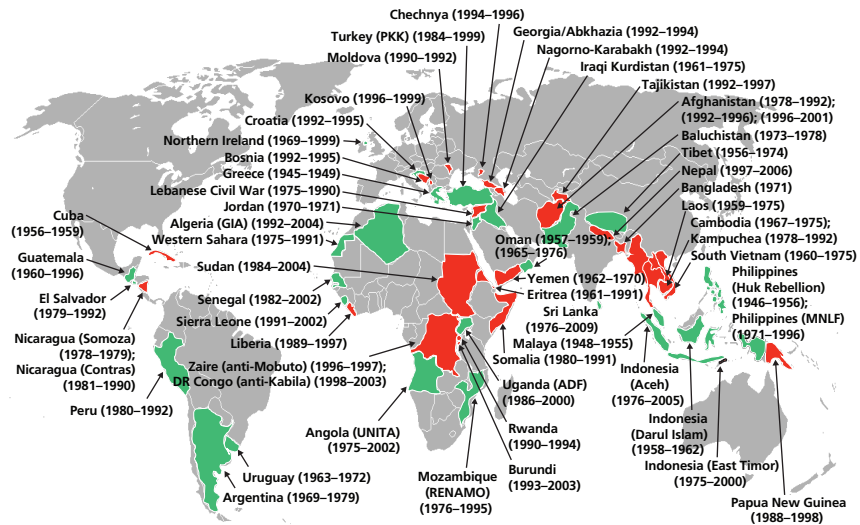 Chechnya (1994–1996)
Turkey (PKK) (1984–1999)
Georgia/Abkhazia (1992–1994)
Moldova (1990–1992)
Nagorno-Karabakh (1992–1994)
Iraqi Kurdistan (1961–1975)
Tajikistan (1992–1997)
Kosovo (1996–1999)
Afghanistan (1978–1992);
(1992–1996); (1996–2001)
Croatia (1992–1995)
Baluchistan (1973–1978)
Northern Ireland (1969–1999)
Tibet (1956–1974)
Bosnia (1992–1995)
Nepal (1997–2006)
Greece (1945–1949)
Bangladesh (1971)
Lebanese Civil War (1975–1990)
Laos (1959–1975)
Jordan (1970–1971)
Cambodia (1967–1975);
Kampuchea (1978–1992)
Cuba
(1956–1959)
Algeria (GIA) (1992–2004)
Western Sahara (1975–1991)
Oman (1957–1959);
(1965–1976)
South Vietnam (1960–1975)
Guatemala
(1960–1996)
Sudan (1984–2004)
Yemen (1962–1970)
Eritrea (1961–1991)
Philippines
(Huk Rebellion)
(1946–1956);
Philippines (MNLF)
(1971–1996)
El Salvador
(1979–1992)
Senegal (1982–2002)
Sri Lanka
(1976–2009)
Sierra Leone (1991–2002)
Liberia (1989–1997)
Malaya (1948–1955)
Nicaragua (Somoza)
(1978–1979);
Nicaragua (Contras)
(1981–1990)
Somalia (1980–1991)
Zaire (anti-Mobuto) (1996–1997);
DR Congo (anti-Kabila) (1998–2003)
Indonesia
(Aceh)
(1976–2005)
Uganda (ADF)
(1986–2000)
Peru (1980–1992)
Indonesia
(Darul Islam)
(1958–1962)
Angola (UNITA)
(1975–2002)
Rwanda
(1990–1994)
Indonesia (East Timor)
(1975–2000)
Burundi
(1993–2003)
Uruguay (1963–1972)
Mozambique
(RENAMO)
(1976–1995)
Argentina (1969–1979)
Papua New Guinea
(1988–1998)